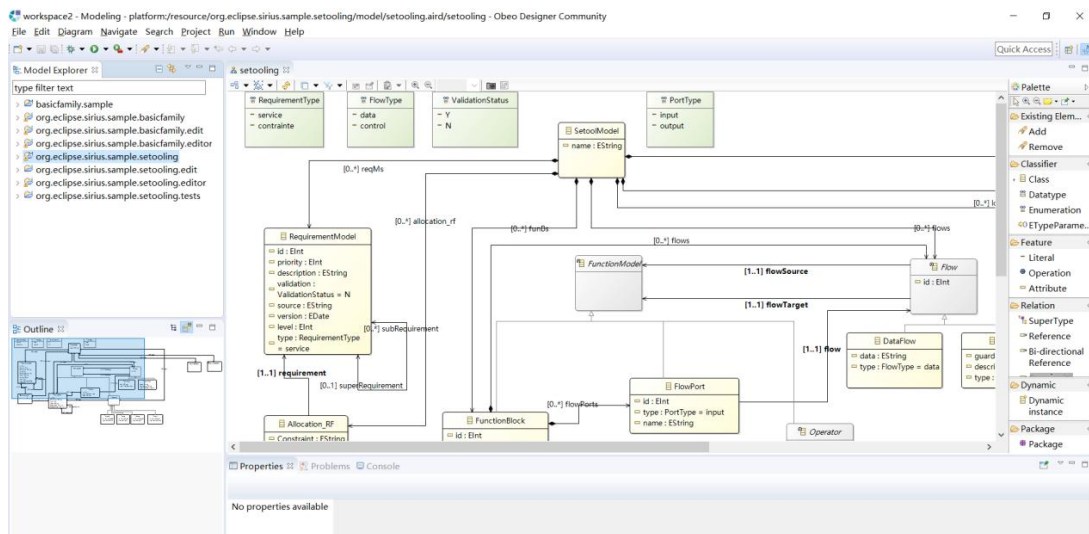 workspace2 - Modeling - platform:/resource/org.eclipse.sirius.sample.setooling/model/setooling.aird/setooling - Obeo Designer Community
File Edit Diagram Navigate Search Project Run Window Help
Quick Access
Model Explorer
type filter text
basicfamily.sample
org.eclipse.sirius.sample.basicfamily
org.eclipse.sirius.sample.basicfamily.edit
org.eclipse.sirius.sample.basicfamily.editor
org.eclipse.sirius.sample.setooling
org.eclipse.sirius.sample.setooling.edit
org.eclipse.sirius.sample.setooling.editor
org.eclipse.sirius.sample.setooling.tests
Outline
setooling
RequirementType
service
contrainte
FlowType
data
control
ValidationStatus
Y
N
PortType
input
output
SetoolModel
name : EString
[0..*] reqMs
[0..*] allocation_rf
[0..*] funBs
[0..*] flows
[0..*] flows
RequirementModel
id : EInt
priority : EInt
description : EString
validation :
ValidationStatus = N
source : EString
version : EDate
level : EInt
type : RequirementType
= service
[0..*] subRequirement
[0..1] superRequirement
[1..1] requirement
Allocation_RF
Constraint : EString
FunctionModel
[1..1] flowSource
[1..1] flowTarget
Flow
id : EInt
[1..1] flow
DataFlow
data : EString
type : FlowType = data
guard
descri
type :
FlowPort
id : EInt
type : PortType = input
name : EString
[0..*] flowPorts
FunctionBlock
id : EInt
Operator
Palette
Existing Elem...
Add
Remove
Classifier
Class
Datatype
Enumeration
ETypeParame...
Feature
Literal
Operation
Attribute
Relation
SuperType
Reference
Bi-directional
Reference
Dynamic
Dynamic
instance
Package
Package
Properties Problems Console
No properties available